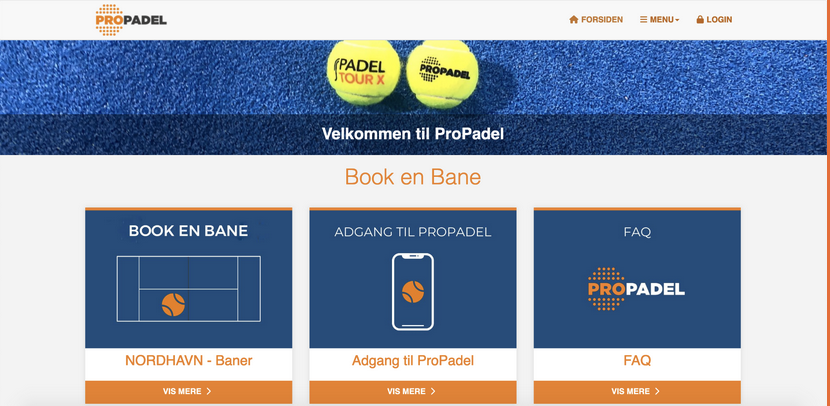 PROPADEL
FORSIDEN
MENU
LOGIN
PADEL
TOUR X
PROPADEL
Velkommen til ProPadel
Book en Bane
BOOK EN BANE
NORDHAVN - Baner
VIS MERE
ADGANG TIL PROPADEL
Adgang til ProPadel
VIS MERE
FAQ
PROPADEL
FAQ
VIS MERE